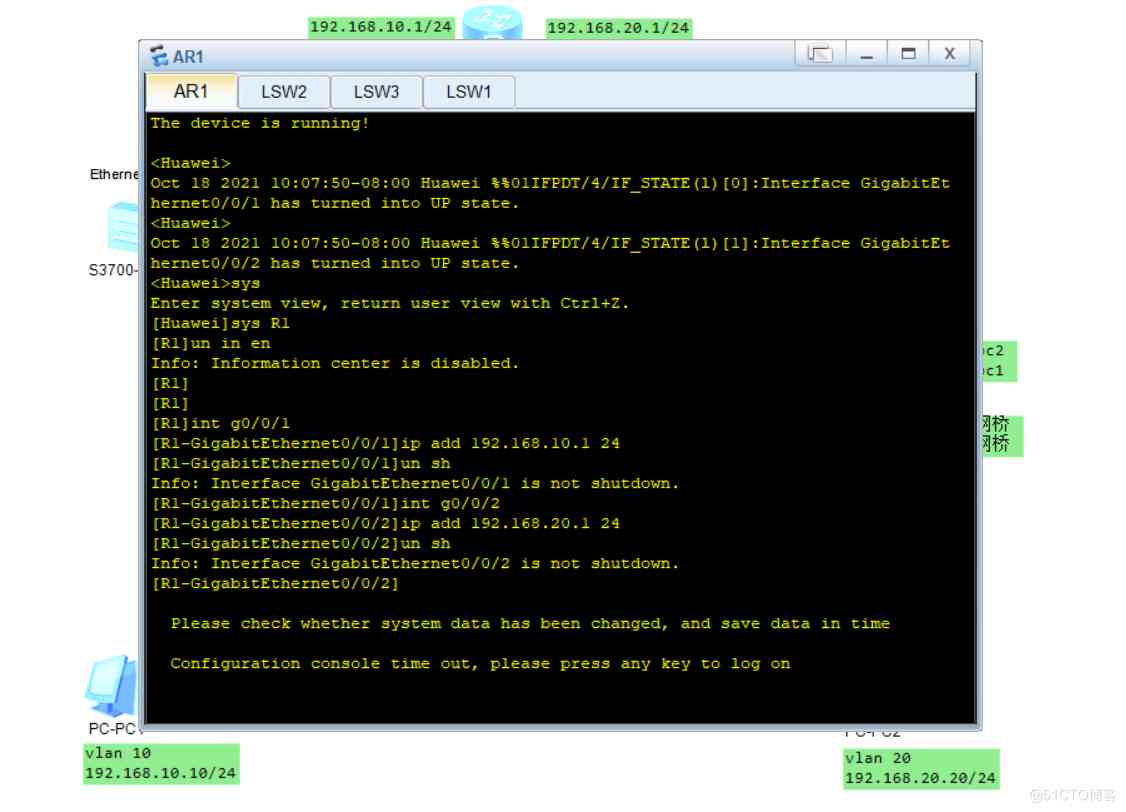 192.168.10.1/24
192.168.20.1/24
AR1
AR1
LSW2
LSW3
LSW1
The device is running!
<Huawei>
Oct 18 2021 10:07:50-08:00 Huawei %%01IFPDT/4/IF_STATE(l)[0]:Interface GigabitEt
hernet0/0/1 has turned into UP state.
<Huawei>
Oct 18 2021 10:07:50-08:00 Huawei %%01IFPDT/4/IF_STATE(l)[1]:Interface GigabitEt
hernet0/0/2 has turned into UP state.
<Huawei>sys
Enter system view, return user view with Ctrl+Z.
[Huawei]sys R1
[R1]un in en
Info: Information center is disabled.
[R1]
[R1]
[R1]int g0/0/1
[R1-GigabitEthernet0/0/1]ip add 192.168.10.1 24
[R1-GigabitEthernet0/0/1]un sh
Info: Interface GigabitEthernet0/0/1 is not shutdown.
[R1-GigabitEthernet0/0/1]int g0/0/2
[R1-GigabitEthernet0/0/2]ip add 192.168.20.1 24
[R1-GigabitEthernet0/0/2]un sh
Info: Interface GigabitEthernet0/0/2 is not shutdown.
[R1-GigabitEthernet0/0/2]
Please check whether system data has been changed, and save data in time
Configuration console time out, please press any key to log on
Etherne
S3700-
pc2
pc1
网桥
网桥
PC-PC1
vlan 10
192.168.10.10/24
PC-PC2
vlan 20
192.168.20.20/24
@51CTO博客